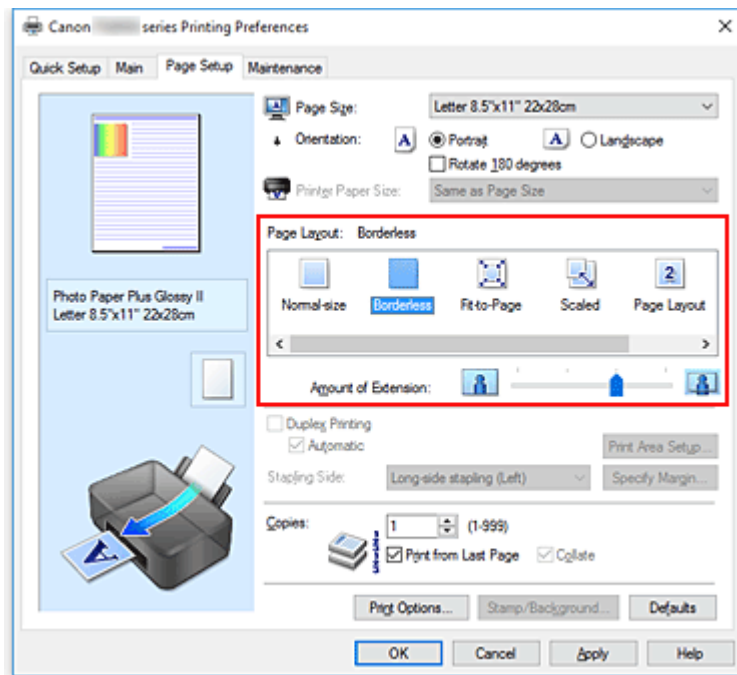 Canon series Printing Preferences
Quick Setup Main Page Setup Maintenance
Page Size: Letter 8.5"x11" 22x28cm
Orientation: A Portrait A Landscape
Rotate 180 degrees
Printer Paper Size: Same as Page Size
Page Layout: Borderless
Normal-size Borderless Fit-to-Page Scaled Page Layout
Photo Paper Plus Glossy II
Letter 8.5"x11" 22x28cm
Amount of Extension:
Duplex Printing
Automatic Print Area Setup...
Stapling Side: Long-side stapling (Left) Specify Margin...
Copies: 1 (1-999)
Print from Last Page Collate
Print Options... Stamp/Background... Defaults
OK Cancel Apply Help